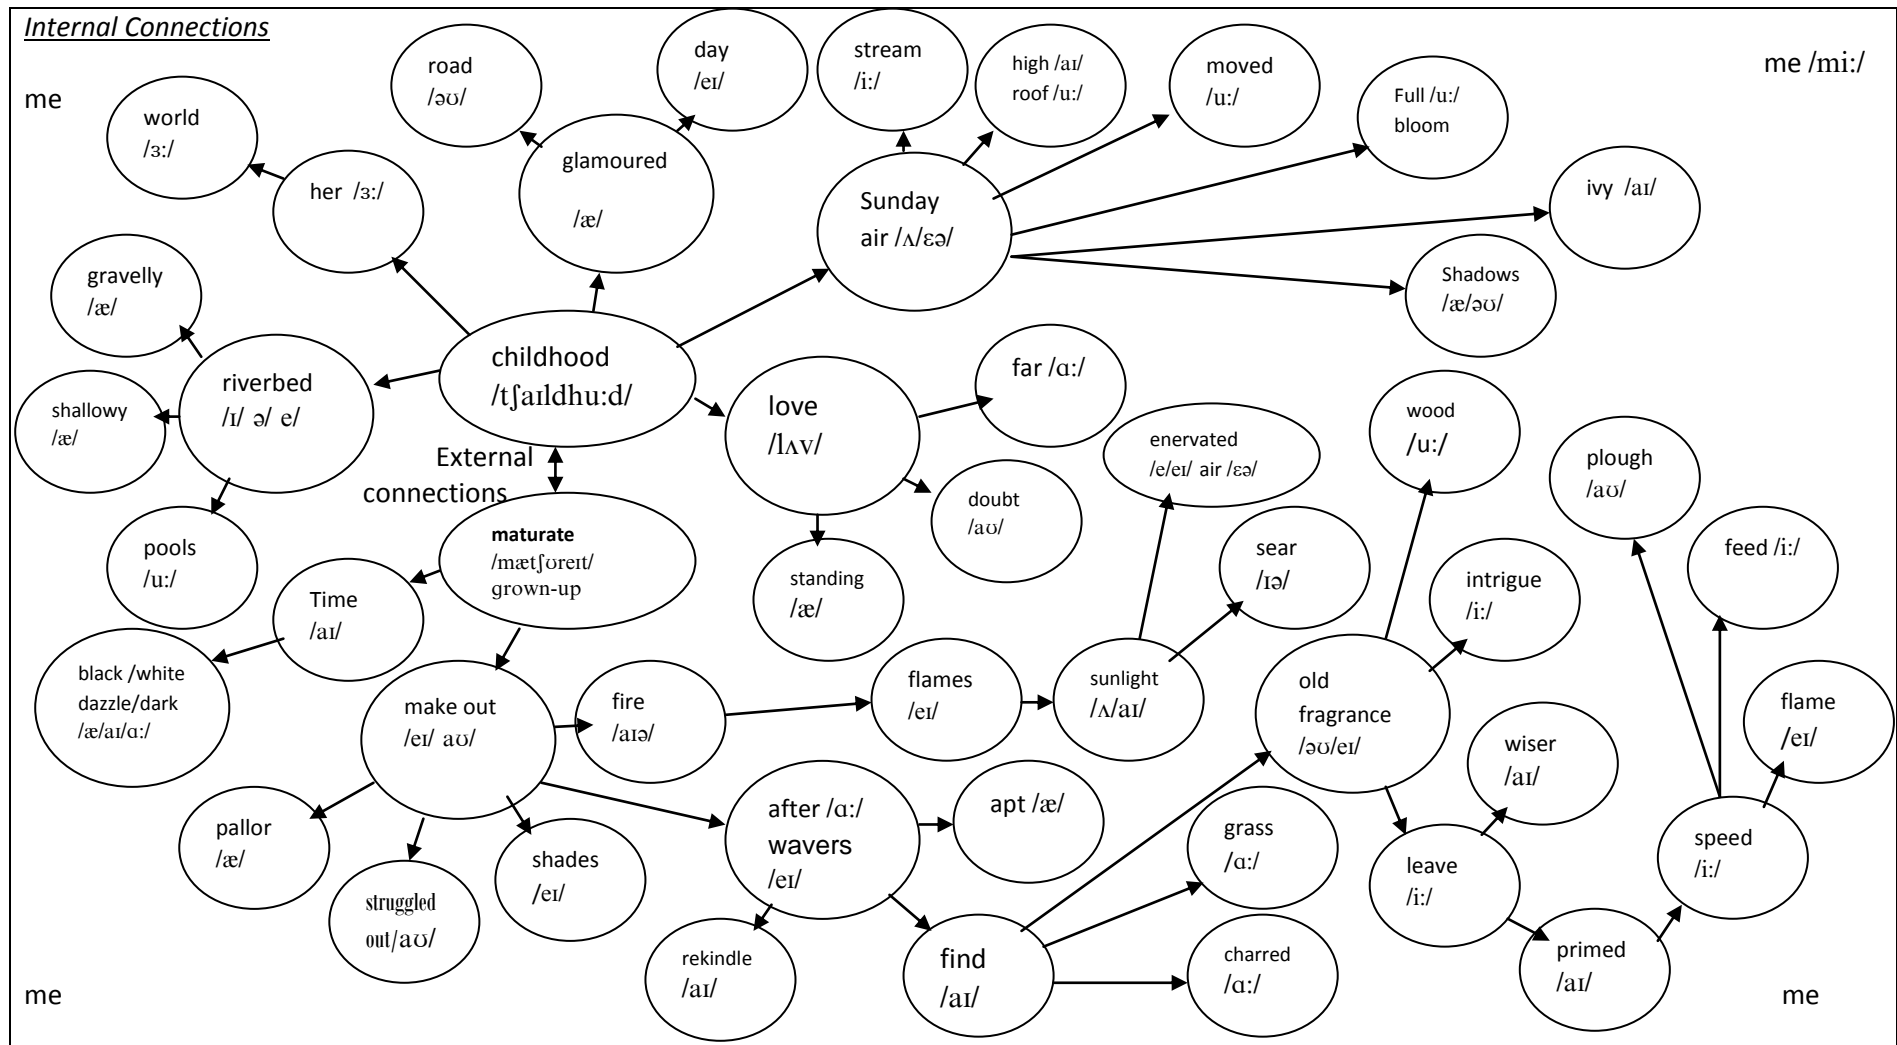 Internal Connections
me
me /mi:/
world
/ɜ:/
road
/əʊ/
day
/eɪ/
stream
/i:/
high /aɪ/
roof /u:/
moved
/u:/
Full /u:/
bloom
her /ɜ:/
glamoured
/æ/
Sunday
air /ʌ/ɛə/
ivy /aɪ/
Shadows
/æ/əʊ/
gravelly
/æ/
shallowy
/æ/
riverbed
/ɪ/ ə/ e/
pools
/u:/
childhood
/tʃaɪldhu:d/
External
connections
love
/lʌv/
far /ɑ:/
doubt
/aʊ/
standing
/æ/
maturate
/mætʃʊreɪt/
grown-up
Time
/aɪ/
black /white
dazzle/dark
/æ/aɪ/ɑ:/
make out
/eɪ/ aʊ/
pallor
/æ/
struggled
out/aʊ/
shades
/eɪ/
fire
/aɪə/
flames
/eɪ/
sunlight
/ʌ/aɪ/
enervated
/e/eɪ/ air /ɛə/
sear
/ɪə/
after /ɑ:/
wavers
/eɪ/
apt /æ/
rekindle
/aɪ/
find
/aɪ/
grass
/ɑ:/
charred
/ɑ:/
old
fragrance
/əʊ/eɪ/
wood
/u:/
intrigue
/i:/
leave
/i:/
wiser
/aɪ/
primed
/aɪ/
speed
/i:/
plough
/aʊ/
feed /i:/
flame
/eɪ/
me
me